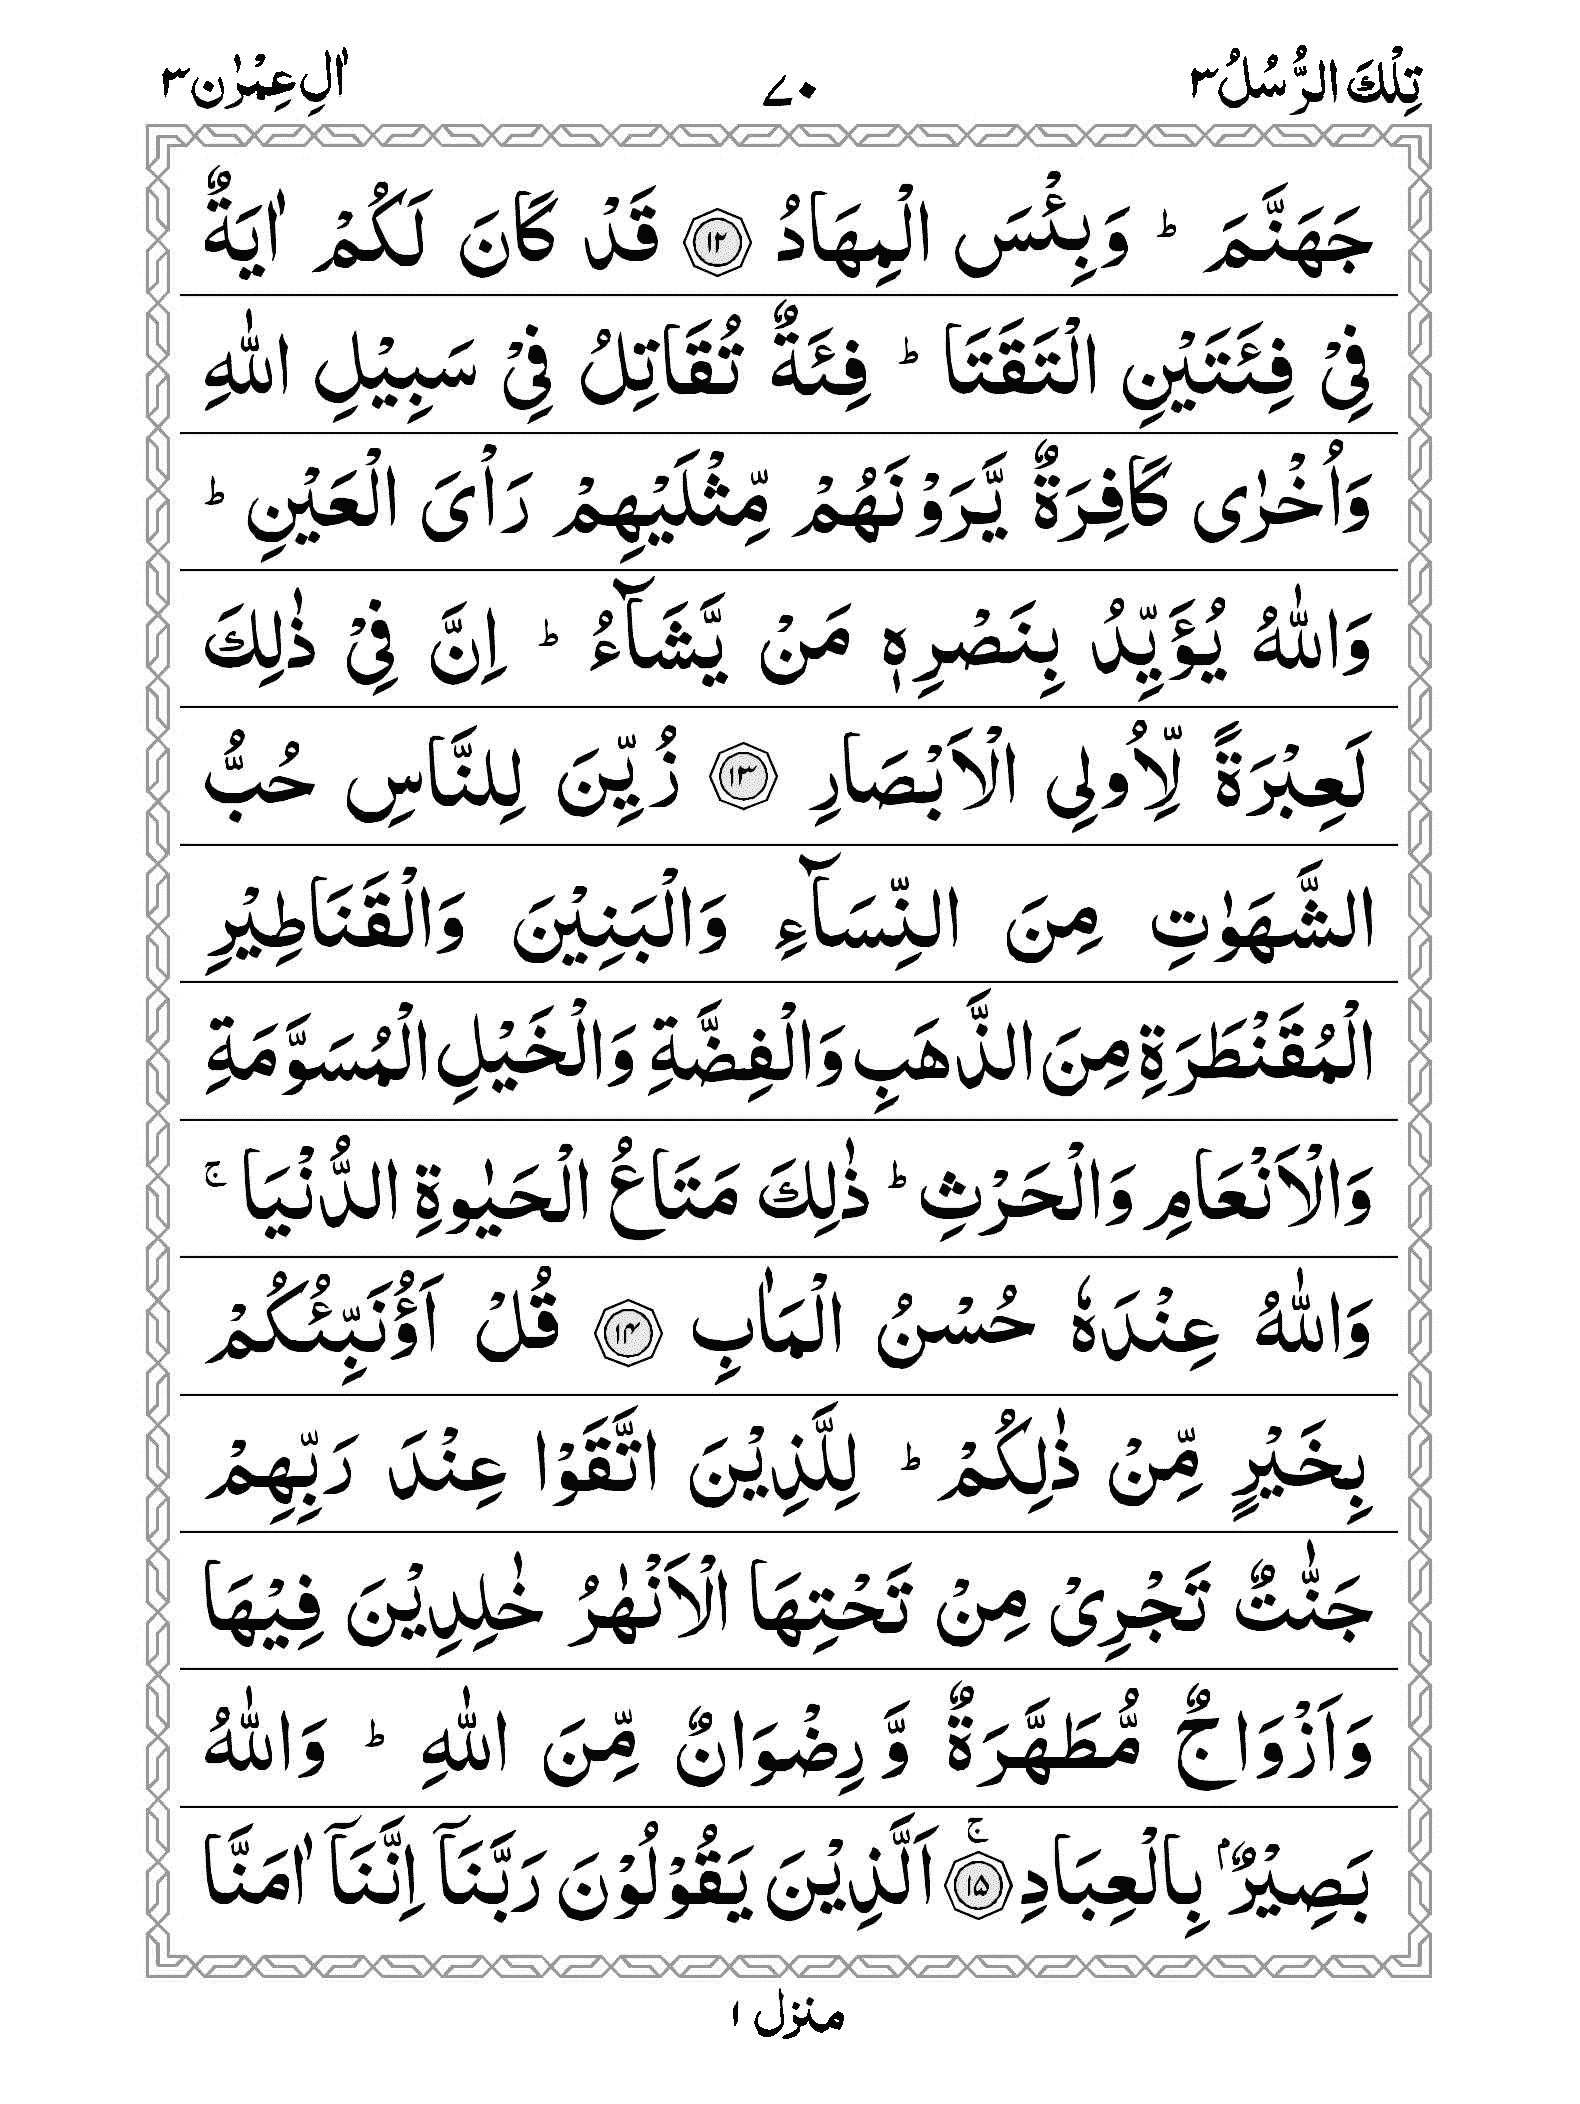 تِلْكَ الرُّسُلُ ٣
٧٠
اٰلِ عِمْرٰن ٣
جَهَنَّمَ ؕ وَبِئْسَ الْمِهَادُ ١٢ قَدْ كَانَ لَكُمْ اٰيَةٌ
فِىْ فِئَتَيْنِ الْتَقَتَا ؕ فِئَةٌ تُقَاتِلُ فِىْ سَبِيْلِ اللّٰهِ
وَاُخْرٰى كَافِرَةٌ يَّرَوْنَهُمْ مِّثْلَيْهِمْ رَاْىَ الْعَيْنِ ؕ
وَاللّٰهُ يُؤَيِّدُ بِنَصْرِهٖ مَنْ يَّشَآءُ ؕ اِنَّ فِىْ ذٰلِكَ
لَعِبْرَةً لِّاُولِى الْاَبْصَارِ ١٣ زُيِّنَ لِلنَّاسِ حُبُّ
الشَّهَوٰتِ مِنَ النِّسَآءِ وَالْبَنِيْنَ وَالْقَنَاطِيْرِ
الْمُقَنْطَرَةِ مِنَ الذَّهَبِ وَالْفِضَّةِ وَالْخَيْلِ الْمُسَوَّمَةِ
وَالْاَنْعَامِ وَالْحَرْثِ ؕ ذٰلِكَ مَتَاعُ الْحَيٰوةِ الدُّنْيَا ۚ
وَاللّٰهُ عِنْدَهٗ حُسْنُ الْمَاٰبِ ١٤ قُلْ اَؤُنَبِّئُكُمْ
بِخَيْرٍ مِّنْ ذٰلِكُمْ ؕ لِلَّذِيْنَ اتَّقَوْا عِنْدَ رَبِّهِمْ
جَنّٰتٌ تَجْرِىْ مِنْ تَحْتِهَا الْاَنْهٰرُ خٰلِدِيْنَ فِيْهَا
وَاَزْوَاجٌ مُّطَهَّرَةٌ وَّرِضْوَانٌ مِّنَ اللّٰهِ ؕ وَاللّٰهُ
بَصِيْرٌۢ بِالْعِبَادِ ۚ ١٥ اَلَّذِيْنَ يَقُوْلُوْنَ رَبَّنَآ اِنَّنَآ اٰمَنَّا
منزل ١